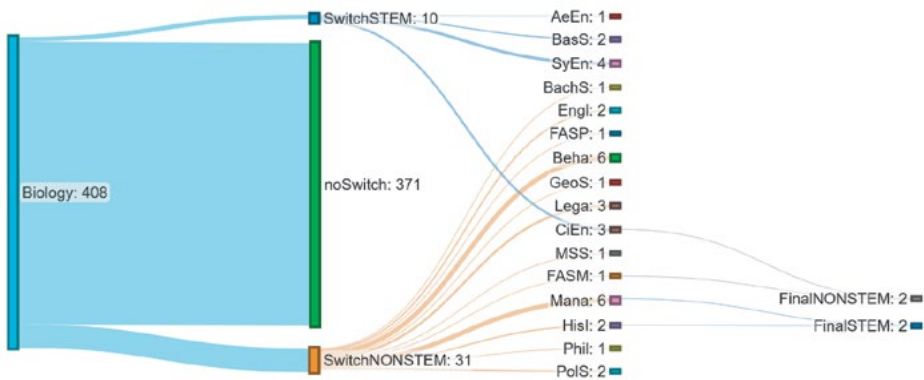 Biology: 408
SwitchSTEM: 10
noSwitch: 371
SwitchNONSTEM: 31
AeEn: 1
BasS: 2
SyEn: 4
BachS: 1
Engl: 2
FASP: 1
Beha: 6
GeoS: 1
Lega: 3
CiEn: 3
MSS: 1
FASM: 1
Mana: 6
HisI: 2
Phil: 1
PolS: 2
FinalNONSTEM: 2
FinalSTEM: 2